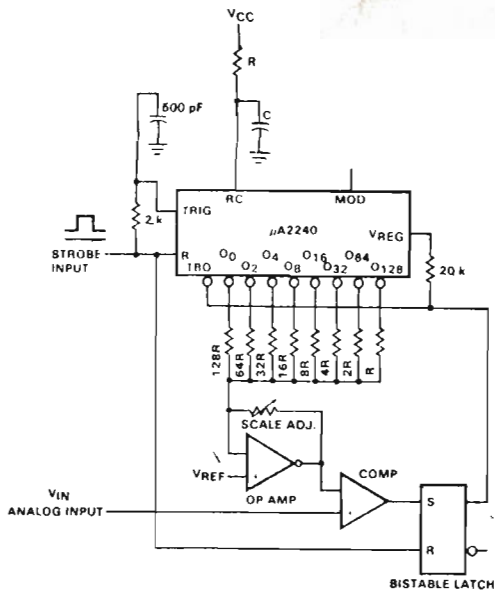 VCC
R
500 pF
C
2 k
RC
MOD
TRIG
μA2240
VREG
STROBE
INPUT
R
O0 O4 O16 O64
TBO O2 O8 O32 O128
20 k
128R
64R
32R
16R
8R
4R
2R
R
SCALE ADJ.
VREF
+
OP AMP
COMP
VIN
ANALOG INPUT
+
S
R
BISTABLE LATCH